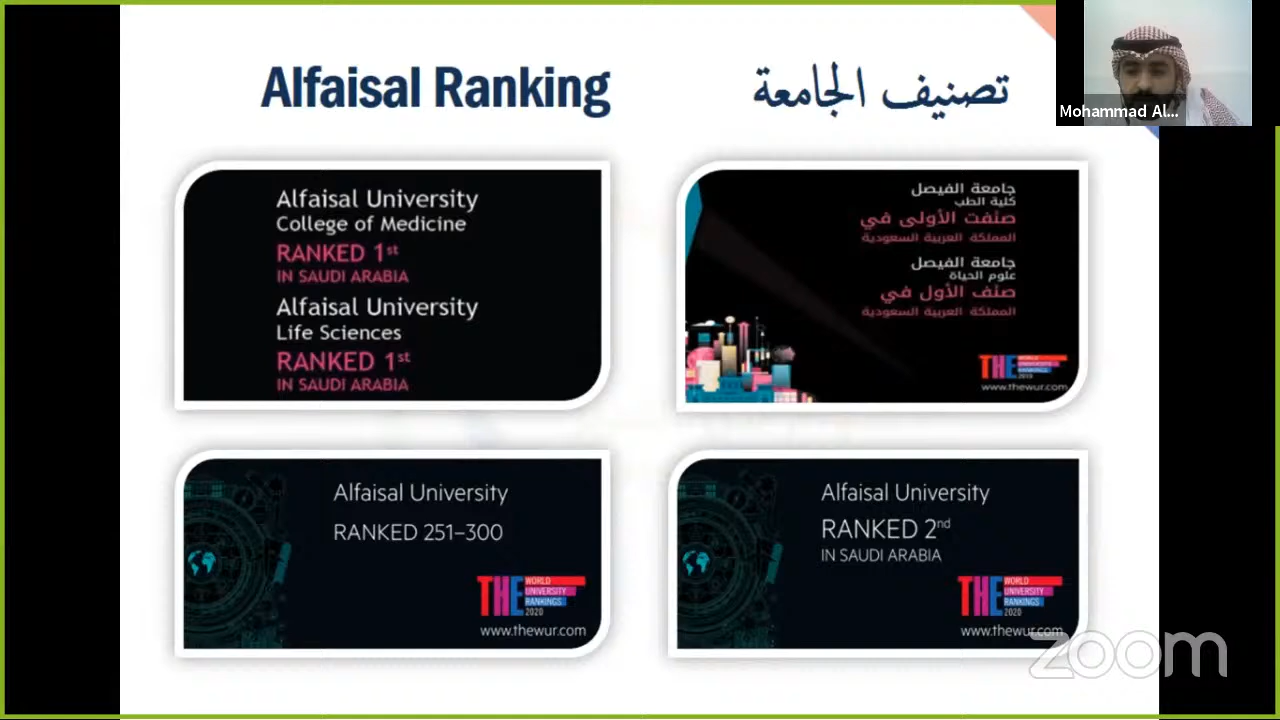 Alfaisal Ranking
تصنيف الجامعة
Mohammad Al...
Alfaisal University
College of Medicine
RANKED 1st
IN SAUDI ARABIA
Alfaisal University
Life Sciences
RANKED 1st
IN SAUDI ARABIA
جامعة الفيصل
كلية الطب
صنفت الأولى في
المملكة العربية السعودية
جامعة الفيصل
علوم الحياة
صنف الأول في
المملكة العربية السعودية
THE WORLD
UNIVERSITY
RANKINGS
2019
www.thewur.com
Alfaisal University
RANKED 251–300
THE WORLD
UNIVERSITY
RANKINGS
2020
www.thewur.com
Alfaisal University
RANKED 2nd
IN SAUDI ARABIA
THE WORLD
UNIVERSITY
RANKINGS
2020
www.thewur.com
zoom